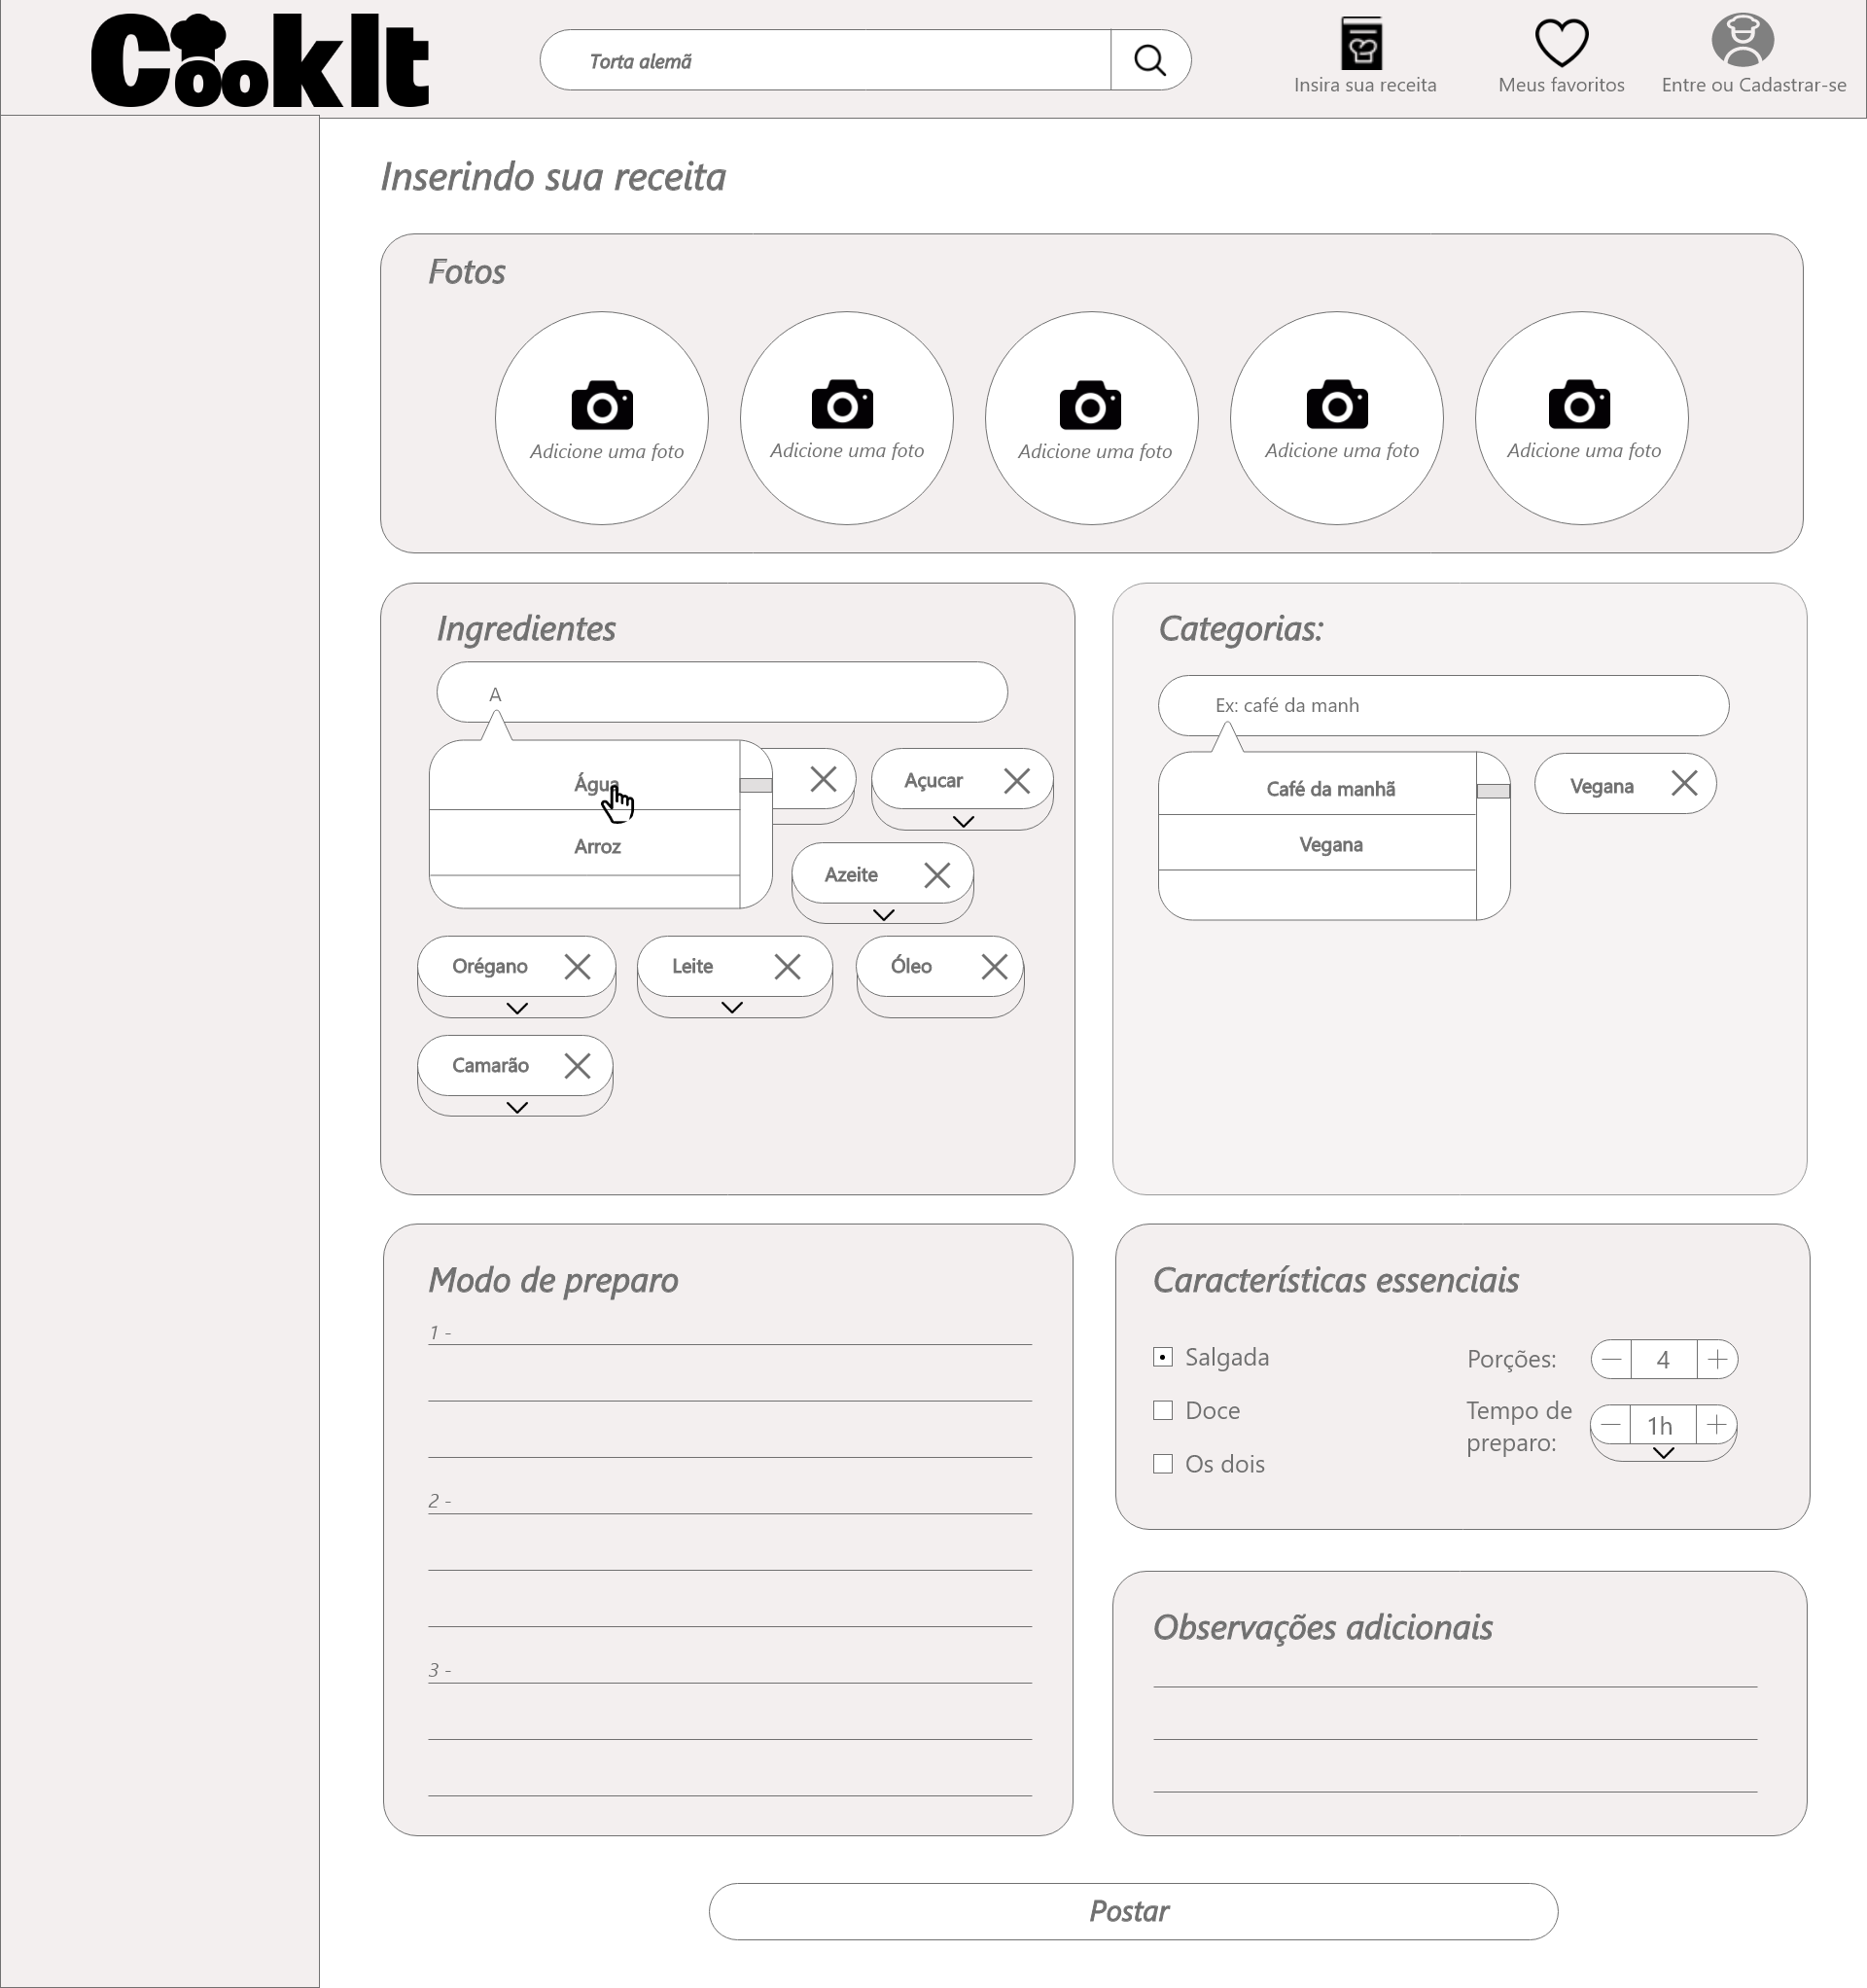 CookIt
Torta alemã
Insira sua receita
Meus favoritos
Entre ou Cadastrar-se
Inserindo sua receita
Fotos
Adicione uma foto
Adicione uma foto
Adicione uma foto
Adicione uma foto
Adicione uma foto
Ingredientes
A
Água
Arroz
Açucar
Azeite
Orégano
Leite
Óleo
Camarão
Categorias:
Ex: café da manh
Café da manhã
Vegana
Vegana
Modo de preparo
1 -
2 -
3 -
Características essenciais
Salgada
Doce
Os dois
Porções:
4
Tempo de
preparo:
1h
Observações adicionais
Postar